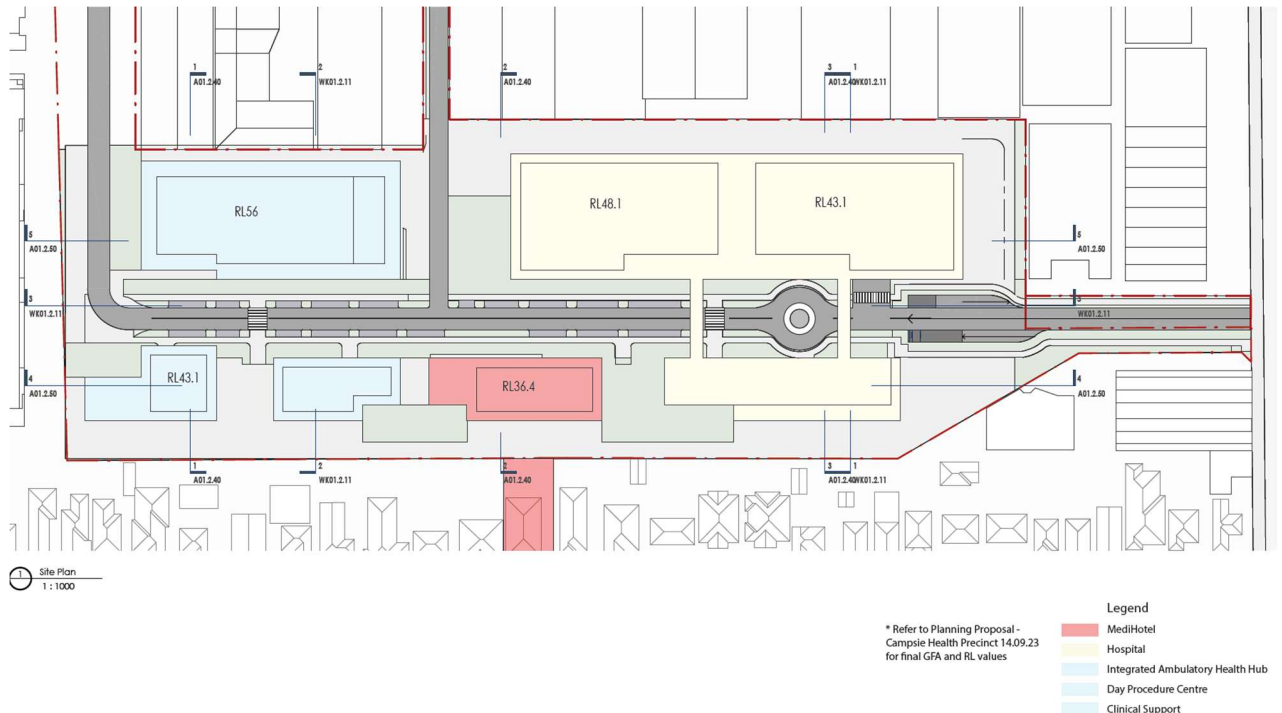 1
A01.2.40
2
WK01.2.11
2
A01.2.40
3
A01.2.40
1
WK01.2.11
RL56
RL48.1
RL43.1
5
A01.2.50
5
A01.2.50
3
WK01.2.11
3
WK01.2.11
RL43.1
RL36.4
4
A01.2.50
4
A01.2.50
1
A01.2.40
2
WK01.2.11
2
A01.2.40
3
A01.2.40
1
WK01.2.11
1 Site Plan
1 : 1000
* Refer to Planning Proposal -
Campsie Health Precinct 14.09.23
for final GFA and RL values
Legend
MediHotel
Hospital
Integrated Ambulatory Health Hub
Day Procedure Centre
Clinical Support